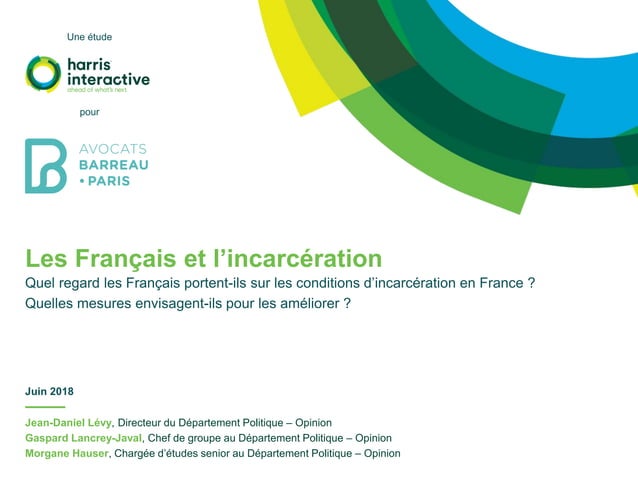 Une étude
harris
interactive
ahead of what's next
pour
AVOCATS
BARREAU
• PARIS
Les Français et l'incarcération
Quel regard les Français portent-ils sur les conditions d'incarcération en France ?
Quelles mesures envisagent-ils pour les améliorer ?
Juin 2018
Jean-Daniel Lévy, Directeur du Département Politique – Opinion
Gaspard Lancrey-Javal, Chef de groupe au Département Politique – Opinion
Morgane Hauser, Chargée d'études senior au Département Politique – Opinion